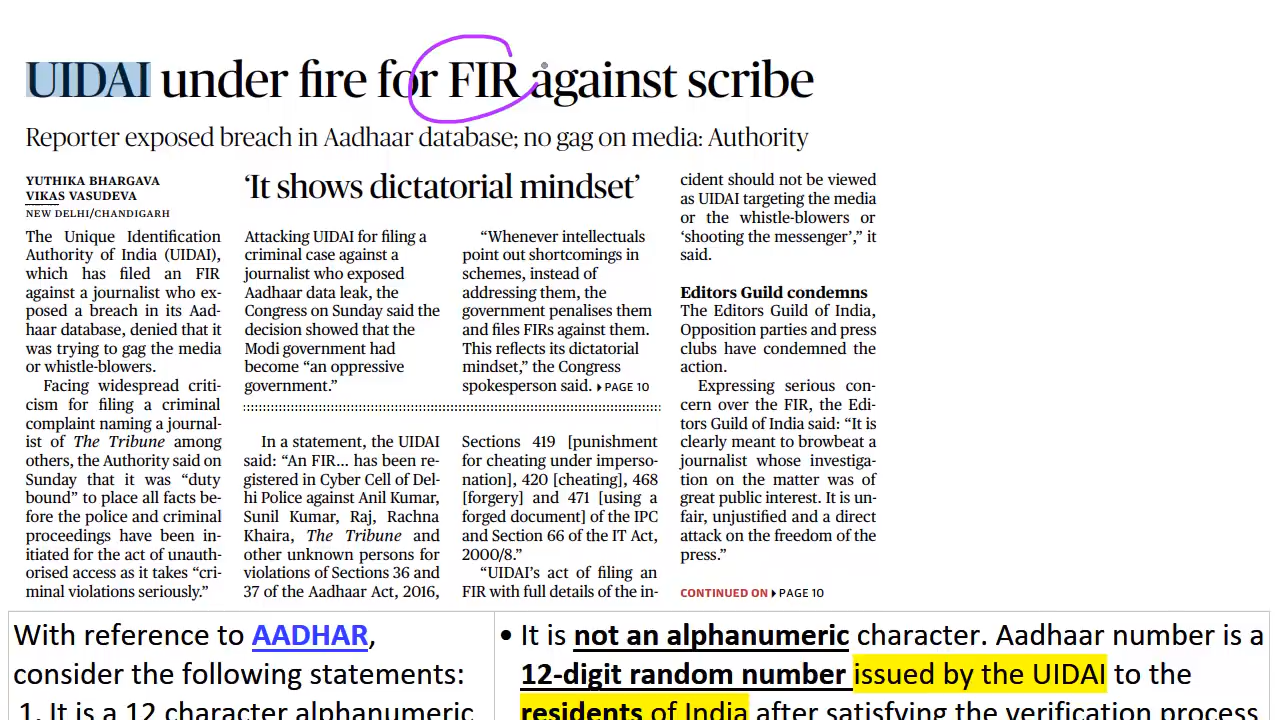 UIDAI under fire for FIR against scribe
Reporter exposed breach in Aadhaar database; no gag on media: Authority
YUTHIKA BHARGAVA
VIKAS VASUDEVA
NEW DELHI/CHANDIGARH
The Unique Identification
Authority of India (UIDAI),
which has filed an FIR
against a journalist who ex-
posed a breach in its Aad-
haar database, denied that it
was trying to gag the media
or whistle-blowers.
Facing widespread criti-
cism for filing a criminal
complaint naming a journal-
ist of The Tribune among
others, the Authority said on
Sunday that it was “duty
bound” to place all facts be-
fore the police and criminal
proceedings have been in-
itiated for the act of unauth-
orised access as it takes “cri-
minal violations seriously.”
‘It shows dictatorial mindset’
Attacking UIDAI for filing a
criminal case against a
journalist who exposed
Aadhaar data leak, the
Congress on Sunday said the
decision showed that the
Modi government had
become “an oppressive
government.”
“Whenever intellectuals
point out shortcomings in
schemes, instead of
addressing them, the
government penalises them
and files FIRs against them.
This reflects its dictatorial
mindset,” the Congress
spokesperson said. PAGE 10
In a statement, the UIDAI
said: “An FIR... has been re-
gistered in Cyber Cell of Del-
hi Police against Anil Kumar,
Sunil Kumar, Raj, Rachna
Khaira, The Tribune and
other unknown persons for
violations of Sections 36 and
37 of the Aadhaar Act, 2016,
Sections 419 [punishment
for cheating under imperso-
nation], 420 [cheating], 468
[forgery] and 471 [using a
forged document] of the IPC
and Section 66 of the IT Act,
2000/8.”
“UIDAI’s act of filing an
FIR with full details of the in-
cident should not be viewed
as UIDAI targeting the media
or the whistle-blowers or
‘shooting the messenger’,” it
said.
Editors Guild condemns
The Editors Guild of India,
Opposition parties and press
clubs have condemned the
action.
Expressing serious con-
cern over the FIR, the Edi-
tors Guild of India said: “It is
clearly meant to browbeat a
journalist whose investiga-
tion on the matter was of
great public interest. It is un-
fair, unjustified and a direct
attack on the freedom of the
press.”
CONTINUED ON PAGE 10
With reference to AADHAR,
consider the following statements:
1. It is a 12 character alphanumeric
• It is not an alphanumeric character. Aadhaar number is a
12-digit random number issued by the UIDAI to the
residents of India after satisfying the verification process